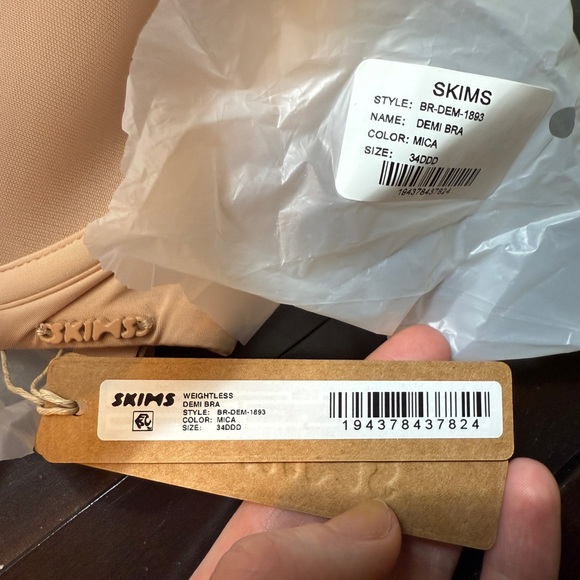 SKIMS
STYLE: BR-DEM-1893
NAME: DEMI BRA
COLOR: MICA
SIZE: 34DDD
194378437824
SKIMS
SKIMS
WEIGHTLESS
DEMI BRA
STYLE: BR-DEM-1893
COLOR: MICA
SIZE: 34DDD
194378437824